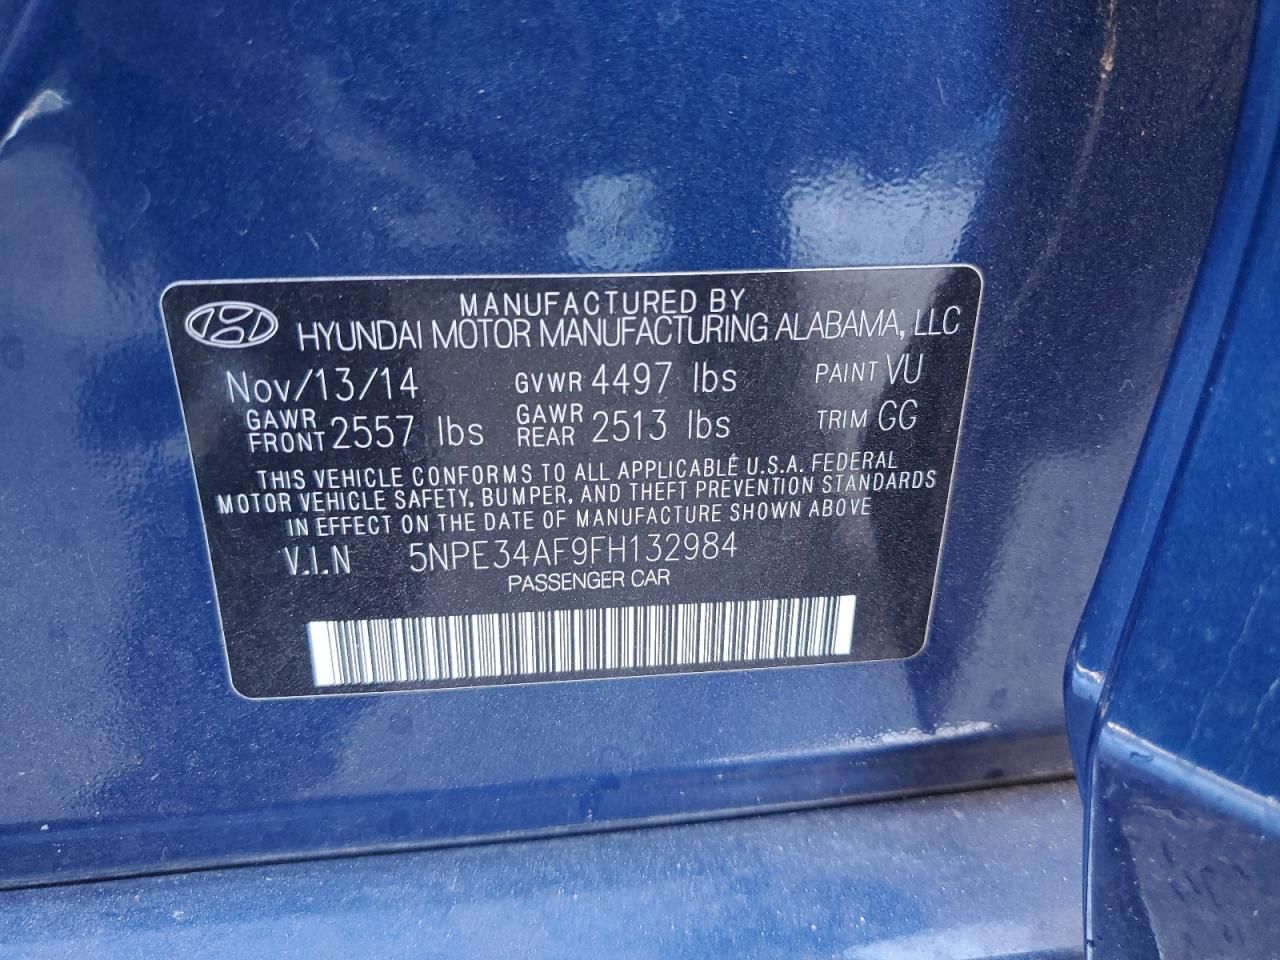 MANUFACTURED BY
HYUNDAI MOTOR MANUFACTURING ALABAMA, LLC
Nov/13/14 GVWR 4497 lbs PAINT VU
GAWR FRONT 2557 lbs GAWR REAR 2513 lbs TRIM GG
THIS VEHICLE CONFORMS TO ALL APPLICABLE U.S.A. FEDERAL
MOTOR VEHICLE SAFETY, BUMPER, AND THEFT PREVENTION STANDARDS
IN EFFECT ON THE DATE OF MANUFACTURE SHOWN ABOVE
V.I.N 5NPE34AF9FH132984
PASSENGER CAR